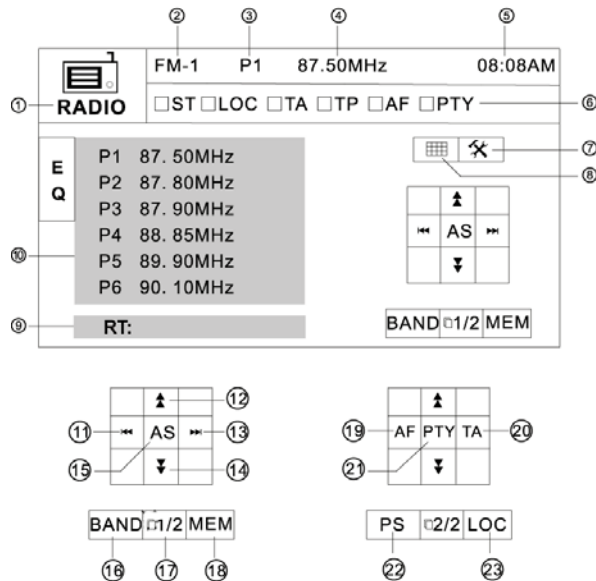 ② ③ ④ ⑤
FM-1 P1 87.50MHz 08:08AM
① RADIO □ST □LOC □TA □TP □AF □PTY ⑥
⑦
⑧
EQ
P1 87.50MHz
P2 87.80MHz
P3 87.90MHz
P4 88.85MHz
P5 89.90MHz
P6 90.10MHz
⑩
AS
⑨ RT:
BAND 1/2 MEM
⑫
⑪ AS ⑬
⑮ ⑭
BAND 1/2 MEM
⑯ ⑰ ⑱
⑲ AF PTY TA ⑳
㉑
PS 2/2 LOC
㉒ ㉓